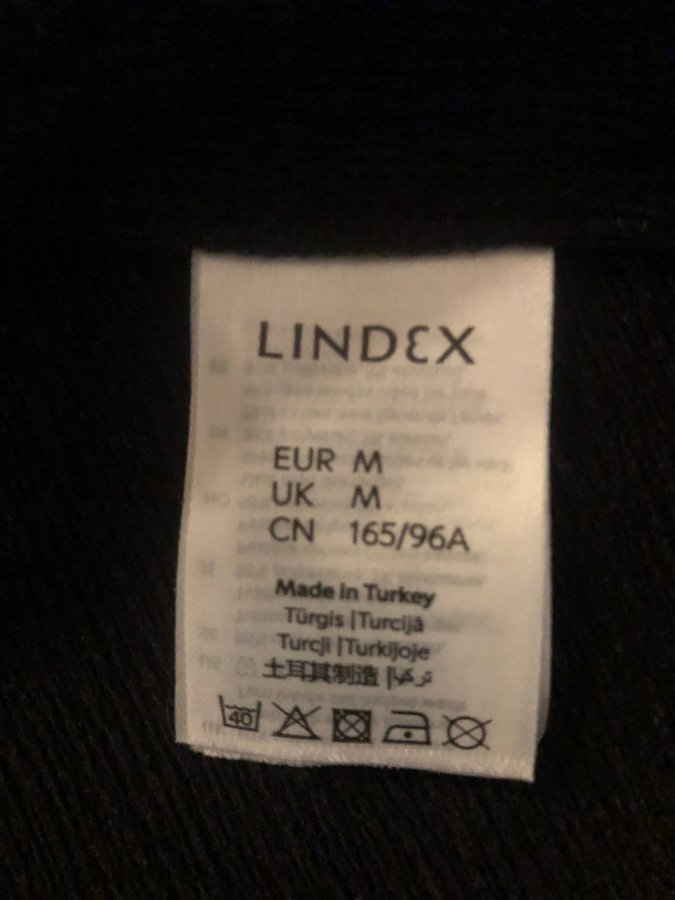 LINDEX
EUR M
UK M
CN 165/96A
Made in Turkey
Türgis |Turcijā
Turcji |Turkijoje
土耳其制造 |تركيا
40